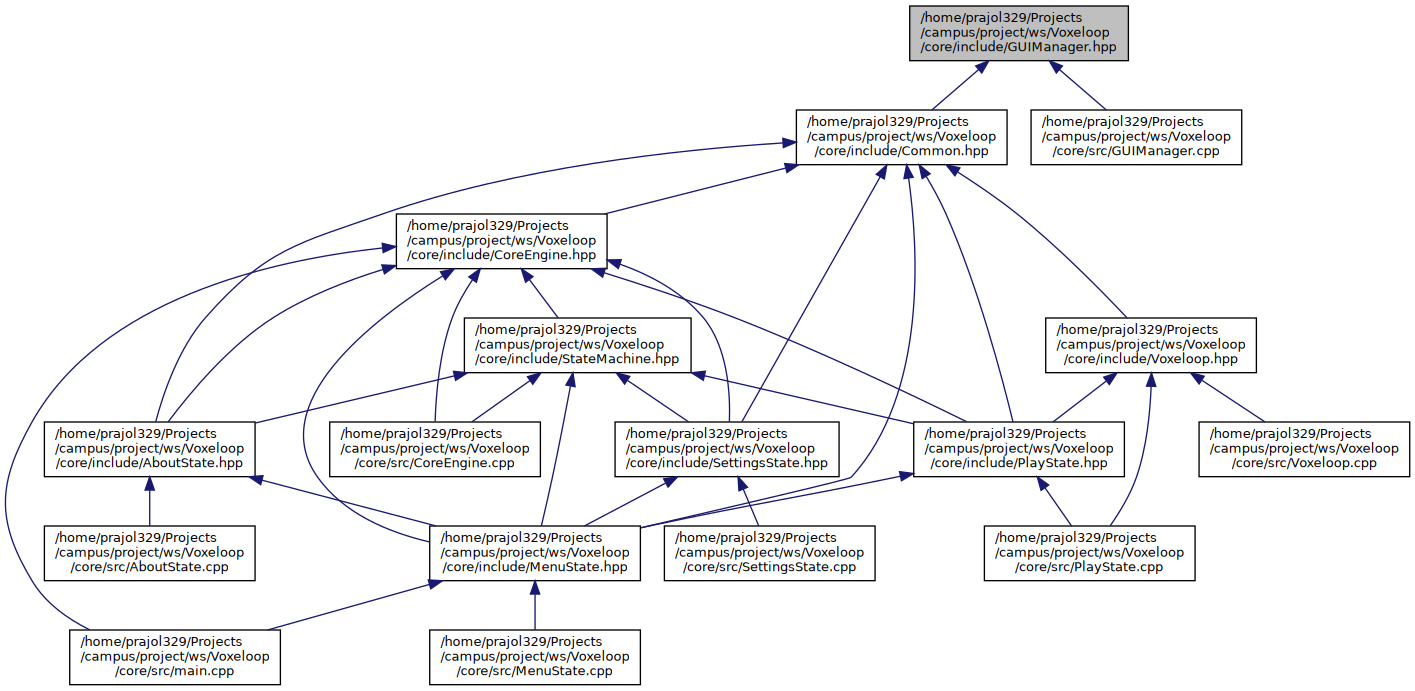 /home/prajol329/Projects
/campus/project/ws/Voxeloop
/core/include/GUIManager.hpp
/home/prajol329/Projects
/campus/project/ws/Voxeloop
/core/include/Common.hpp
/home/prajol329/Projects
/campus/project/ws/Voxeloop
/core/src/GUIManager.cpp
/home/prajol329/Projects
/campus/project/ws/Voxeloop
/core/include/CoreEngine.hpp
/home/prajol329/Projects
/campus/project/ws/Voxeloop
/core/include/StateMachine.hpp
/home/prajol329/Projects
/campus/project/ws/Voxeloop
/core/include/Voxeloop.hpp
/home/prajol329/Projects
/campus/project/ws/Voxeloop
/core/include/AboutState.hpp
/home/prajol329/Projects
/campus/project/ws/Voxeloop
/core/src/CoreEngine.cpp
/home/prajol329/Projects
/campus/project/ws/Voxeloop
/core/include/SettingsState.hpp
/home/prajol329/Projects
/campus/project/ws/Voxeloop
/core/include/PlayState.hpp
/home/prajol329/Projects
/campus/project/ws/Voxeloop
/core/src/Voxeloop.cpp
/home/prajol329/Projects
/campus/project/ws/Voxeloop
/core/src/AboutState.cpp
/home/prajol329/Projects
/campus/project/ws/Voxeloop
/core/include/MenuState.hpp
/home/prajol329/Projects
/campus/project/ws/Voxeloop
/core/src/SettingsState.cpp
/home/prajol329/Projects
/campus/project/ws/Voxeloop
/core/src/PlayState.cpp
/home/prajol329/Projects
/campus/project/ws/Voxeloop
/core/src/main.cpp
/home/prajol329/Projects
/campus/project/ws/Voxeloop
/core/src/MenuState.cpp